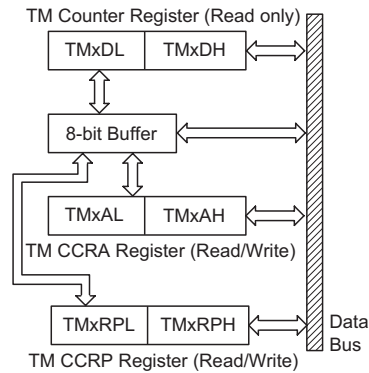 TM Counter Register (Read only)
TMxDL TMxDH
8-bit Buffer
TMxAL TMxAH
TM CCRA Register (Read/Write)
TMxRPL TMxRPH
TM CCRP Register (Read/Write)
Data
Bus